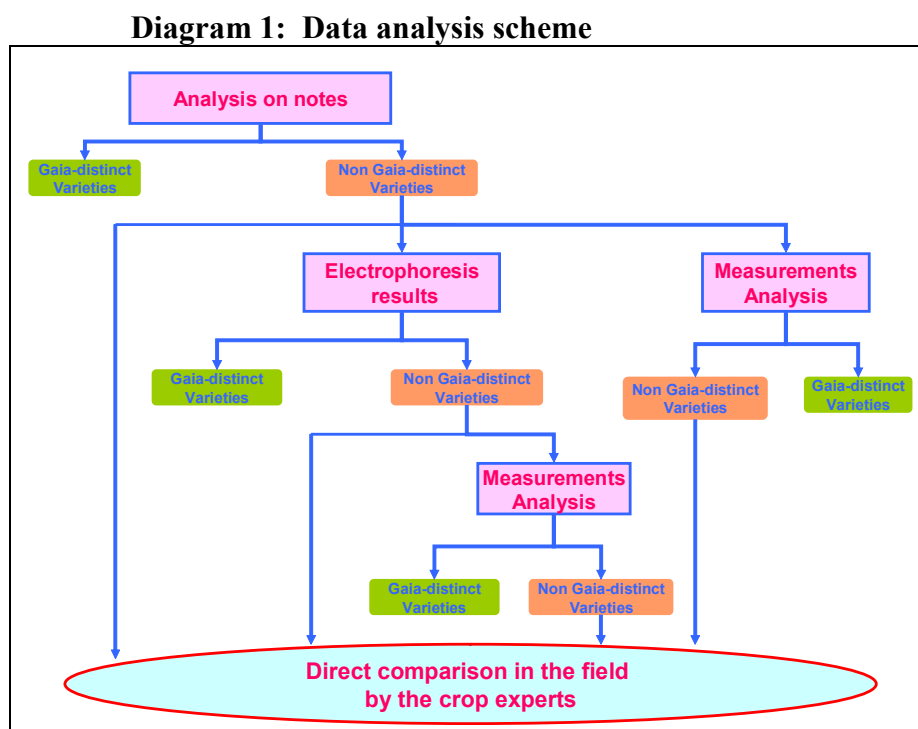 Diagram 1:  Data analysis scheme
Analysis on notes
Gaia-distinct
Varieties
Non Gaia-distinct
Varieties
Electrophoresis
results
Measurements
Analysis
Gaia-distinct
Varieties
Non Gaia-distinct
Varieties
Non Gaia-distinct
Varieties
Gaia-distinct
Varieties
Measurements
Analysis
Gaia-distinct
Varieties
Non Gaia-distinct
Varieties
Direct comparison in the field
by the crop experts